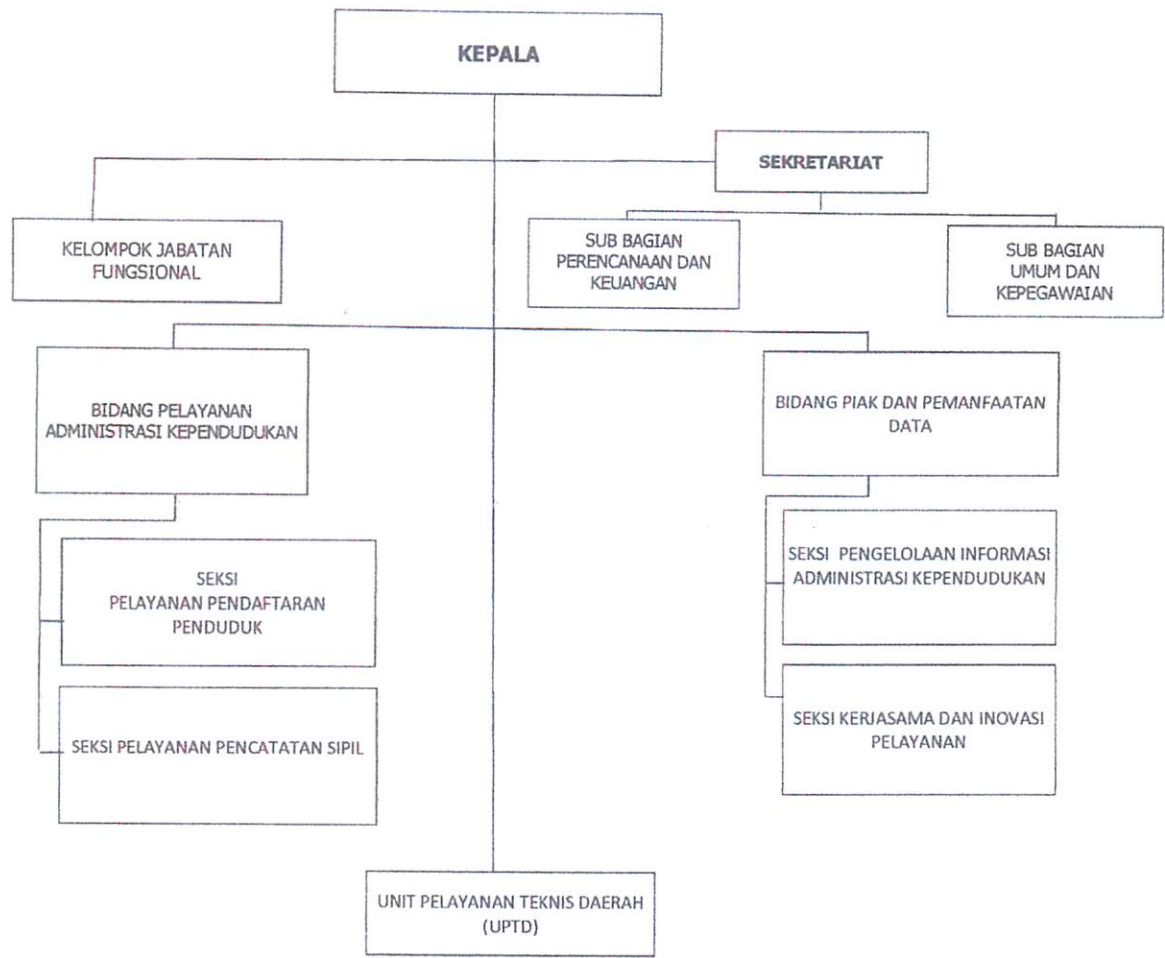 KEPALA
SEKRETARIAT
KELOMPOK JABATAN
FUNGSIONAL
SUB BAGIAN
PERENCANAAN DAN
KEUANGAN
SUB BAGIAN
UMUM DAN
KEPEGAWAIAN
BIDANG PELAYANAN
ADMINISTRASI KEPENDUDUKAN
BIDANG PIAK DAN PEMANFAATAN
DATA
SEKSI
PELAYANAN PENDAFTARAN
PENDUDUK
SEKSI PELAYANAN PENCATATAN SIPIL
SEKSI PENGELOLAAN INFORMASI
ADMINISTRASI KEPENDUDUKAN
SEKSI KERJASAMA DAN INOVASI
PELAYANAN
UNIT PELAYANAN TEKNIS DAERAH
(UPTD)